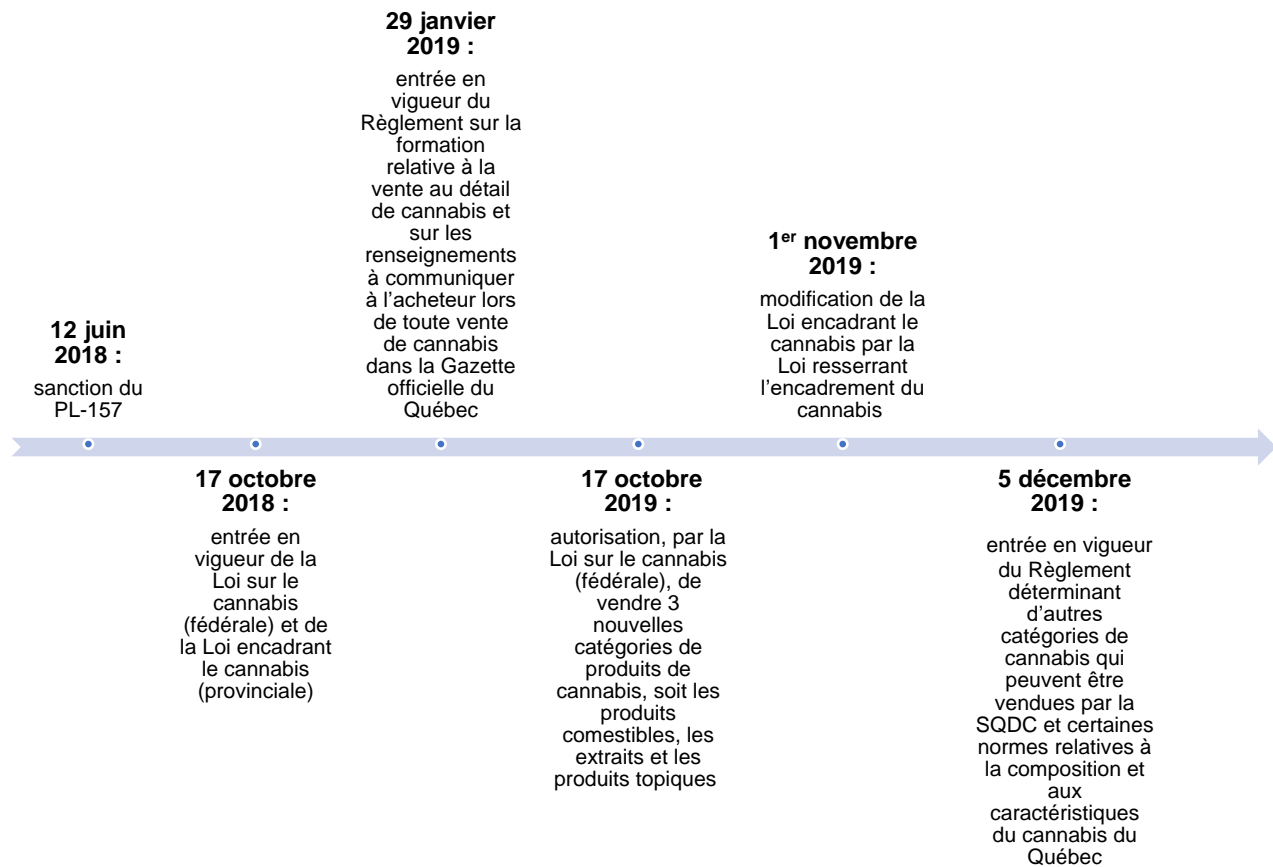 12 juin
2018 :
sanction du
PL-157
17 octobre
2018 :
entrée en
vigueur de la
Loi sur le
cannabis
(fédérale) et de
la Loi encadrant
le cannabis
(provinciale)
29 janvier
2019 :
entrée en
vigueur du
Règlement sur la
formation
relative à la
vente au détail
de cannabis et
sur les
renseignements
à communiquer
à l’acheteur lors
de toute vente
de cannabis
dans la Gazette
officielle du
Québec
17 octobre
2019 :
autorisation, par la
Loi sur le cannabis
(fédérale), de
vendre 3
nouvelles
catégories de
produits de
cannabis, soit les
produits
comestibles, les
extraits et les
produits topiques
1er novembre
2019 :
modification de la
Loi encadrant le
cannabis par la
Loi resserrant
l’encadrement du
cannabis
5 décembre
2019 :
entrée en vigueur
du Règlement
déterminant
d’autres
catégories de
cannabis qui
peuvent être
vendues par la
SQDC et certaines
normes relatives à
la composition et
aux
caractéristiques
du cannabis du
Québec